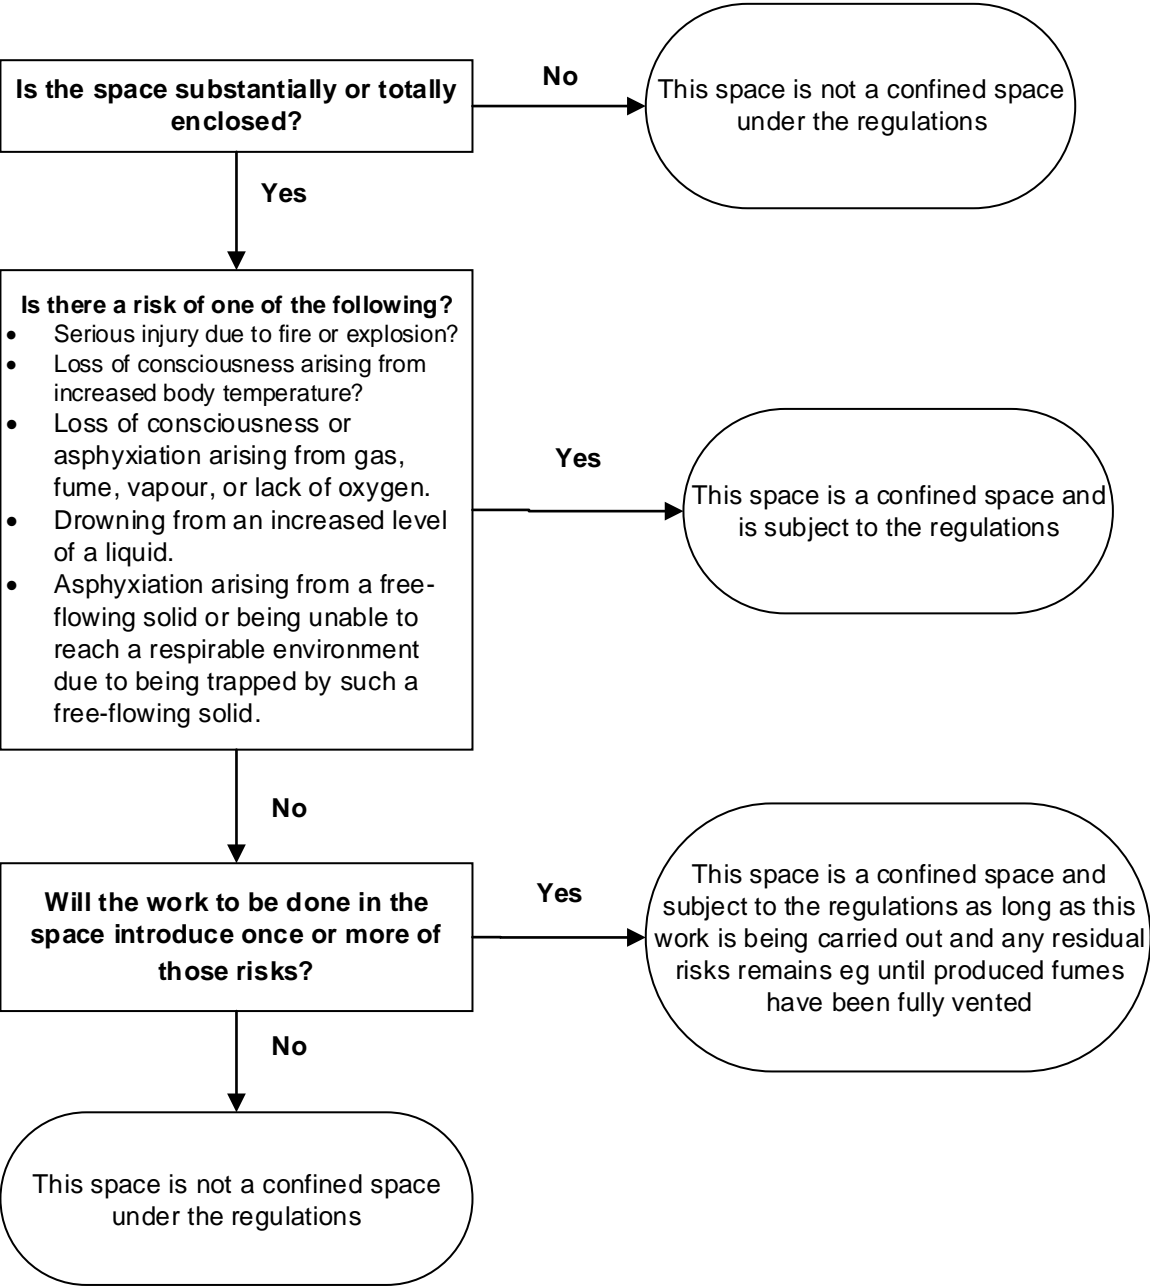 Is the space substantially or totally
enclosed?
No
This space is not a confined space
under the regulations
Yes
Is there a risk of one of the following?
• Serious injury due to fire or explosion?
• Loss of consciousness arising from
increased body temperature?
• Loss of consciousness or
asphyxiation arising from gas,
fume, vapour, or lack of oxygen.
• Drowning from an increased level
of a liquid.
• Asphyxiation arising from a free-
flowing solid or being unable to
reach a respirable environment
due to being trapped by such a
free-flowing solid.
Yes
This space is a confined space and
is subject to the regulations
No
Will the work to be done in the
space introduce once or more of
those risks?
Yes
This space is a confined space and
subject to the regulations as long as this
work is being carried out and any residual
risks remains eg until produced fumes
have been fully vented
No
This space is not a confined space
under the regulations